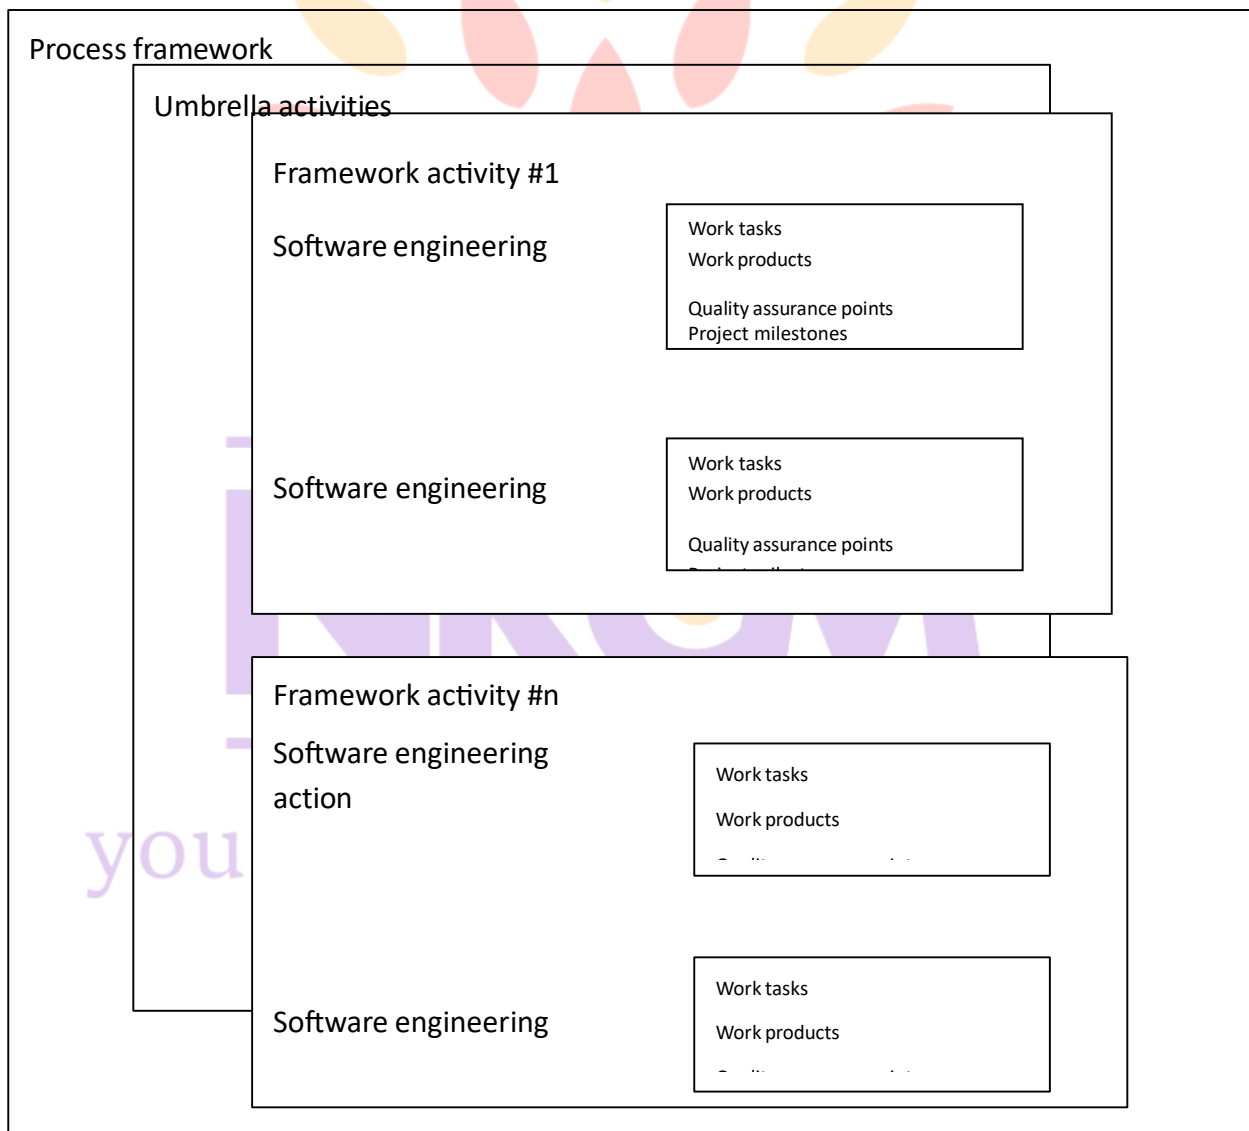 Process framework
Umbrella activities
Framework activity #1
Software engineering
Work tasks
Work products
Quality assurance points
Project milestones
Software engineering
Work tasks
Work products
Quality assurance points
Framework activity #n
Software engineering
action
Work tasks
Work products
Software engineering
Work tasks
Work products
you